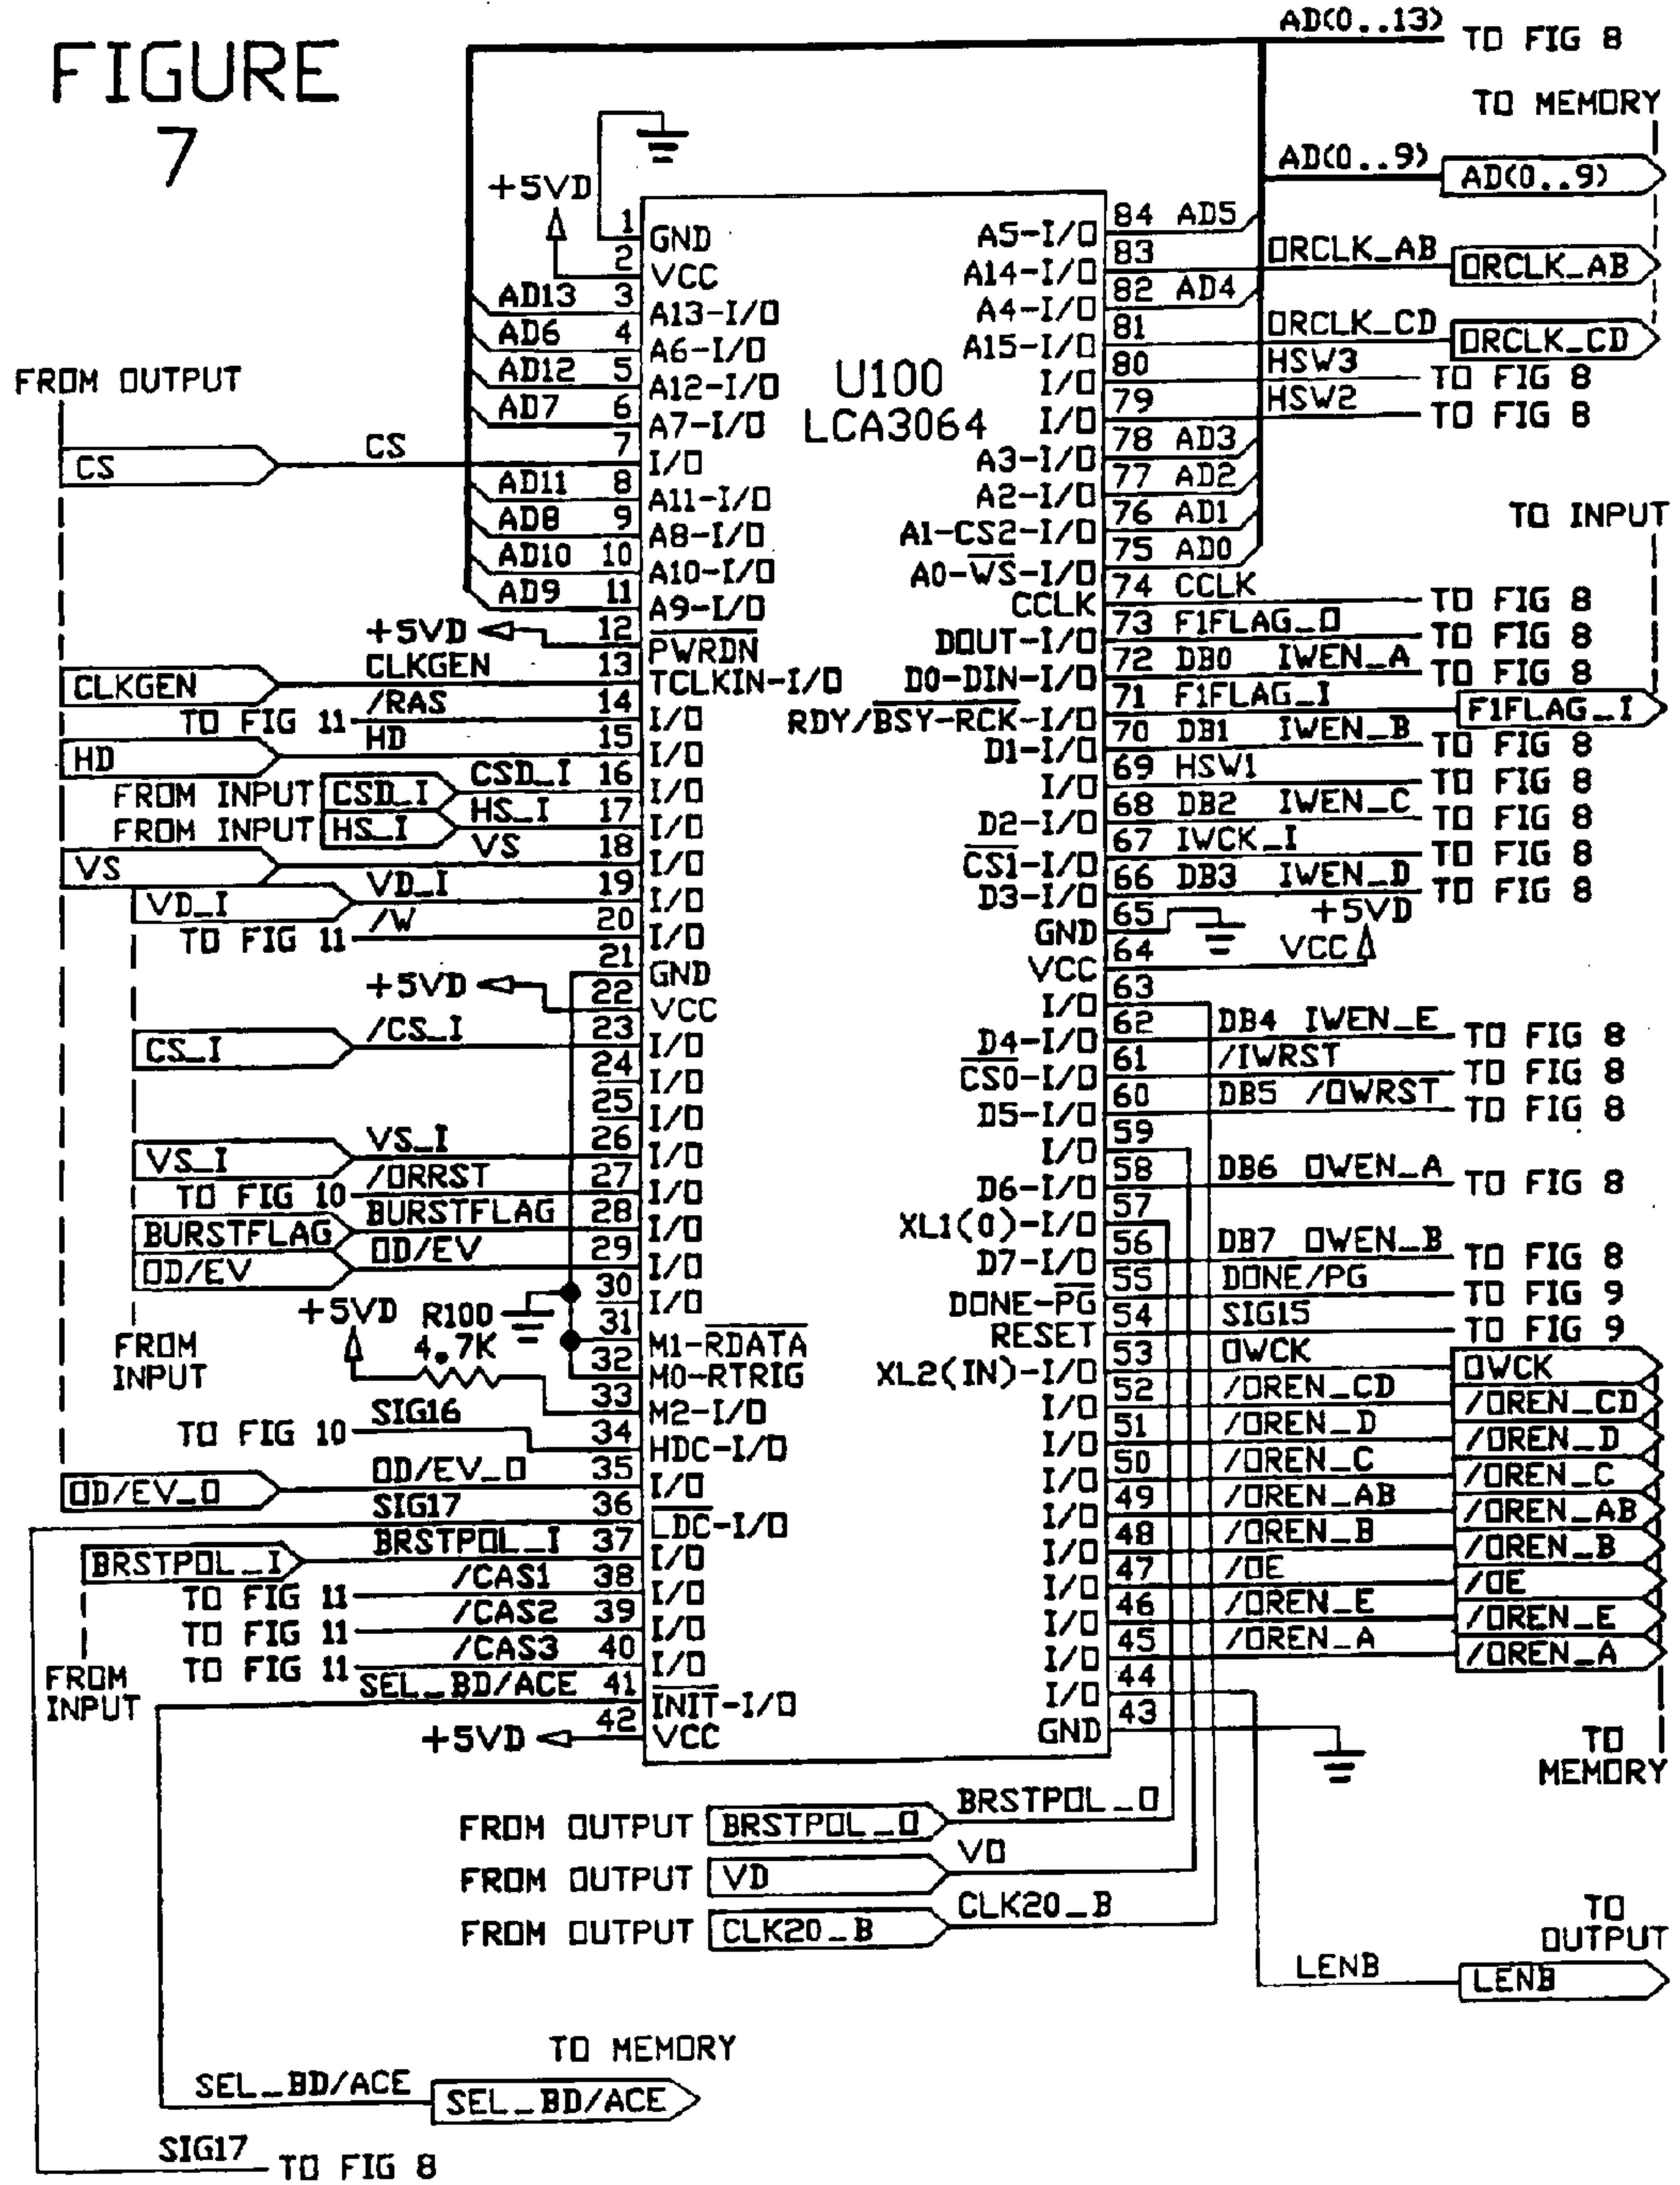 FIGURE
7
AD(0..13) TO FIG 8
TO MEMORY
AD(0..9) AD(0..9)
+5VD
U100
LCA3064
FROM OUTPUT
1 GND
2 VCC
AD13 3 A13-I/O
AD6 4 A6-I/O
AD12 5 A12-I/O
AD7 6 A7-I/O
CS CS 7 I/O
AD11 8 A11-I/O
AD8 9 A8-I/O
AD10 10 A10-I/O
AD9 11 A9-I/O
+5VD 12 PWRDN
CLKGEN CLKGEN 13 TCLKIN-I/O
TO FIG 11 /RAS 14 I/O
HD HD 15 I/O
FROM INPUT CSD_I CSD_I 16 I/O
FROM INPUT HS_I HS_I 17 I/O
VS VS 18 I/O
VD_I VD_I 19 I/O
TO FIG 11 /W 20 I/O
21 GND
+5VD 22 VCC
CS_I /CS_I 23 I/O
24 I/O
25 I/O
VS_I VS_I 26 I/O
TO FIG 10 /ORRST 27 I/O
BURSTFLAG BURSTFLAG 28 I/O
OD/EV OD/EV 29 I/O
30 I/O
+5VD R100
4.7K
FROM
INPUT
31 M1-RDATA
32 M0-RTRIG
33 M2-I/O
TO FIG 10 SIG16 34 HDC-I/O
OD/EV_O OD/EV_O 35 I/O
SIG17 36 LDC-I/O
BRSTPOL_I BRSTPOL_I 37 I/O
TO FIG 11 /CAS1 38 I/O
TO FIG 11 /CAS2 39 I/O
TO FIG 11 /CAS3 40 I/O
FROM
INPUT
SEL_BD/ACE 41 INIT-I/O
+5VD 42 VCC
A5-I/O 84 AD5
A14-I/O 83 ORCLK_AB ORCLK_AB
A4-I/O 82 AD4
A15-I/O 81 ORCLK_CD ORCLK_CD
I/O 80 HSW3 TO FIG 8
I/O 79 HSW2 TO FIG 8
A3-I/O 78 AD3
A2-I/O 77 AD2
A1-CS2-I/O 76 AD1
A0-WS-I/O 75 AD0
TO INPUT
CCLK 74 CCLK TO FIG 8
DOUT-I/O 73 F1FLAG_O TO FIG 8
D0-DIN-I/O 72 DB0 IWEN_A TO FIG 8
RDY/BSY-RCK-I/O 71 F1FLAG_I F1FLAG_I
D1-I/O 70 DB1 IWEN_B TO FIG 8
I/O 69 HSW1 TO FIG 8
D2-I/O 68 DB2 IWEN_C TO FIG 8
CS1-I/O 67 IWCK_I TO FIG 8
D3-I/O 66 DB3 IWEN_D TO FIG 8
GND 65 +5VD
VCC 64 VCC
I/O 63
D4-I/O 62 DB4 IWEN_E TO FIG 8
CS0-I/O 61 /IWRST TO FIG 8
D5-I/O 60 DB5 /OWRST TO FIG 8
I/O 59
D6-I/O 58 DB6 OWEN_A TO FIG 8
XL1(O)-I/O 57
D7-I/O 56 DB7 OWEN_B TO FIG 8
DONE-PG 55 DONE/PG TO FIG 9
RESET 54 SIG15 TO FIG 9
XL2(IN)-I/O 53 OWCK OWCK
I/O 52 /OREN_CD /OREN_CD
I/O 51 /OREN_D /OREN_D
I/O 50 /OREN_C /OREN_C
I/O 49 /OREN_AB /OREN_AB
I/O 48 /OREN_B /OREN_B
I/O 47 /OE /OE
I/O 46 /OREN_E /OREN_E
I/O 45 /OREN_A /OREN_A
I/O 44
GND 43
TO
MEMORY
FROM OUTPUT BRSTPOL_O BRSTPOL_O
FROM OUTPUT VD VD
FROM OUTPUT CLK20_B CLK20_B
TO
OUTPUT
LENB LENB
TO MEMORY
SEL_BD/ACE SEL_BD/ACE
SIG17 TO FIG 8